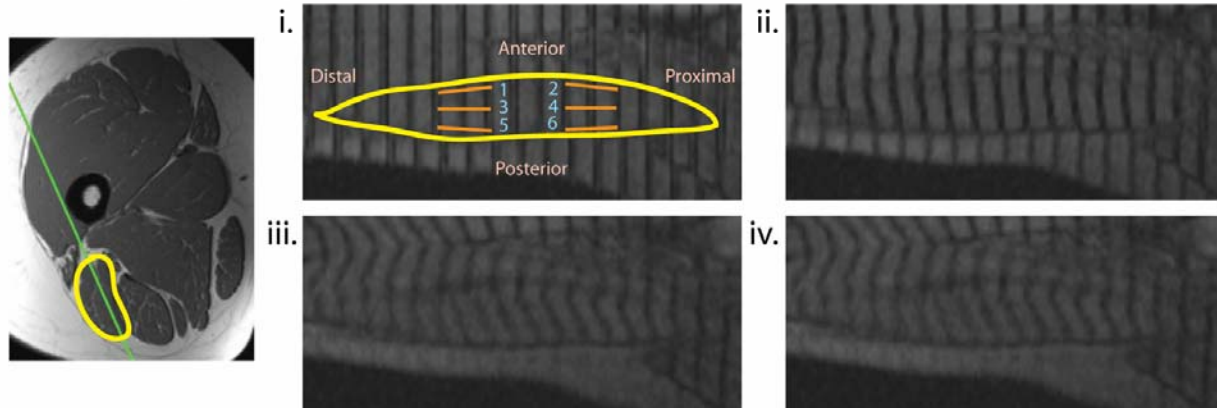 i.
Anterior
Distal
Proximal
1 2
3 4
5 6
Posterior
ii.
iii.
iv.